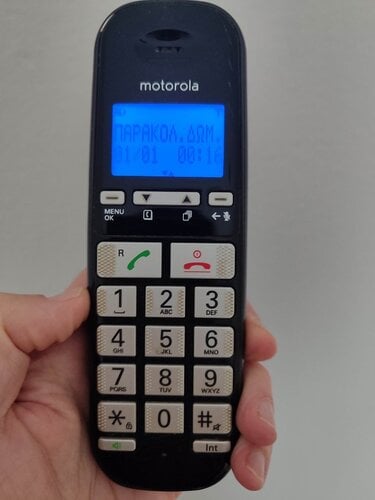 motorola
ΠΑΡΑΚΟΛ.ΔΩΜ.
01/01 00:16
MENU
OK
R
1
2 ABC
3 DEF
4 GHI
5 JKL
6 MNO
7 PQRS
8 TUV
9 WXYZ
* 0 #
Int